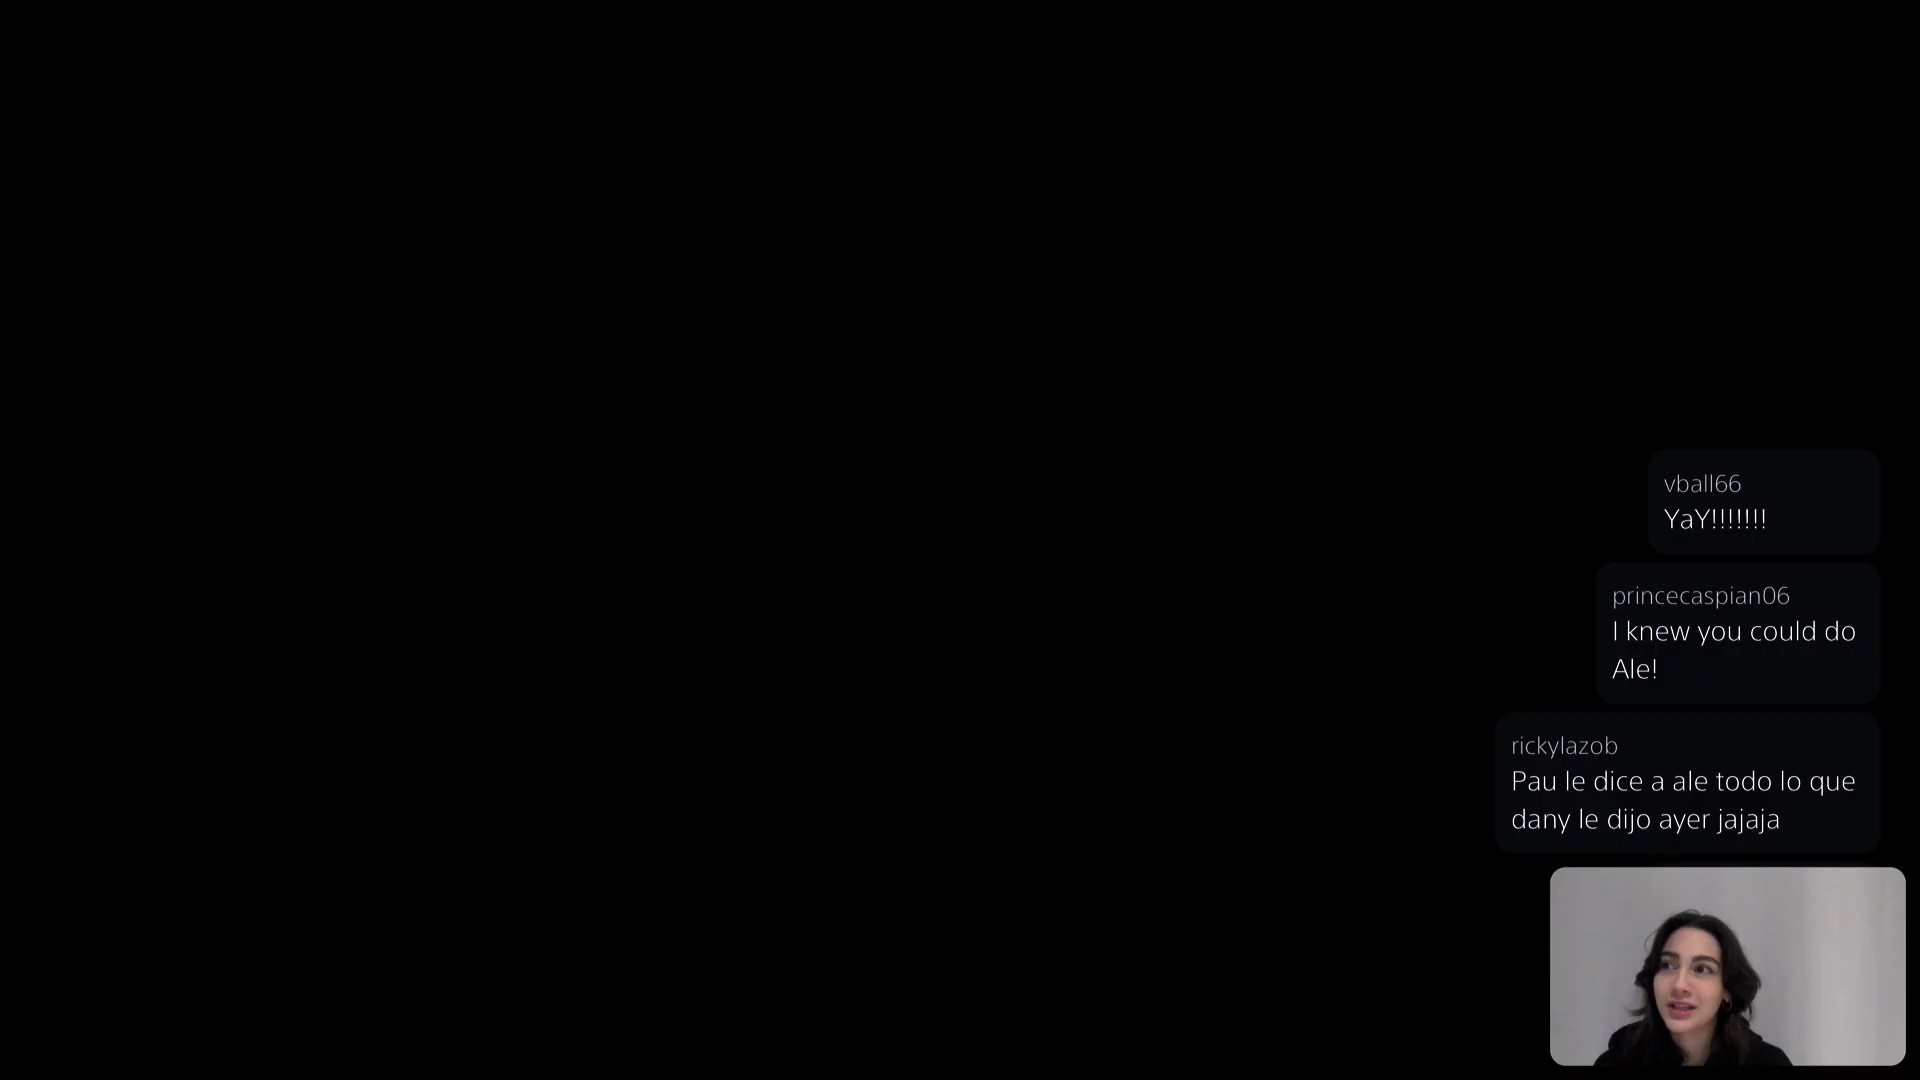 vball66
YaY!!!!!!!
princecaspian06
I knew you could do
Ale!
rickylazob
Pau le dice a ale todo lo que
dany le dijo ayer jajaja